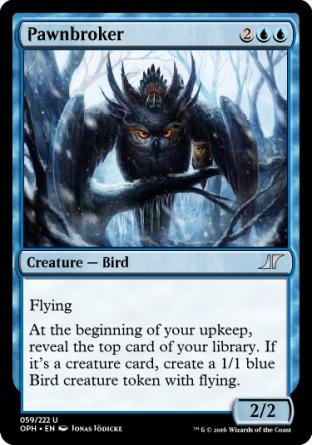 Pawnbroker 2
Creature — Bird
Flying
At the beginning of your upkeep,
reveal the top card of your library. If
it's a creature card, create a 1/1 blue
Bird creature token with flying.
2/2
059/222 U
OPH • EN JONAS JÖDICKE
™ & © 2016 Wizards of the Coast